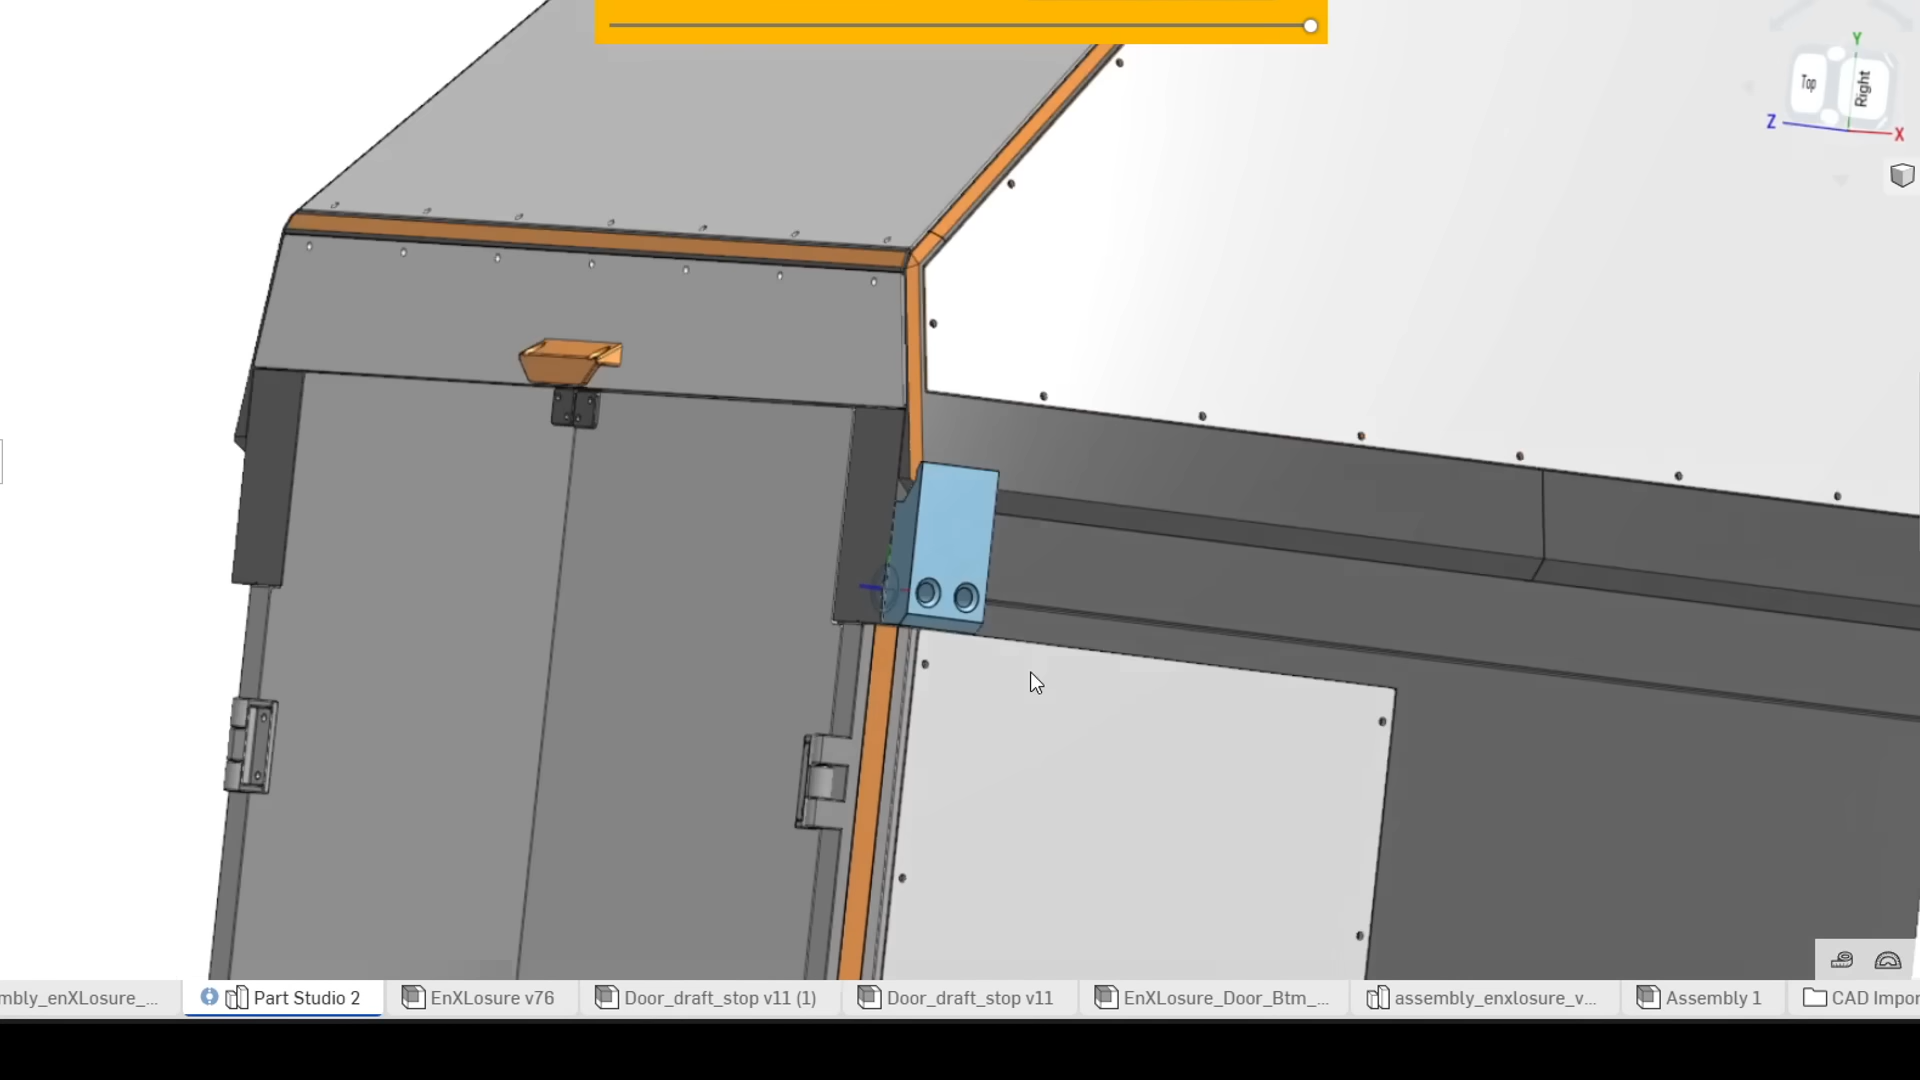 Y
Top
Right
Z
X
mbly_enXLosure_...
Part Studio 2
EnXLosure v76
Door_draft_stop v11 (1)
Door_draft_stop v11
EnXLosure_Door_Btm_...
assembly_enxlosure_v...
Assembly 1
CAD Impor